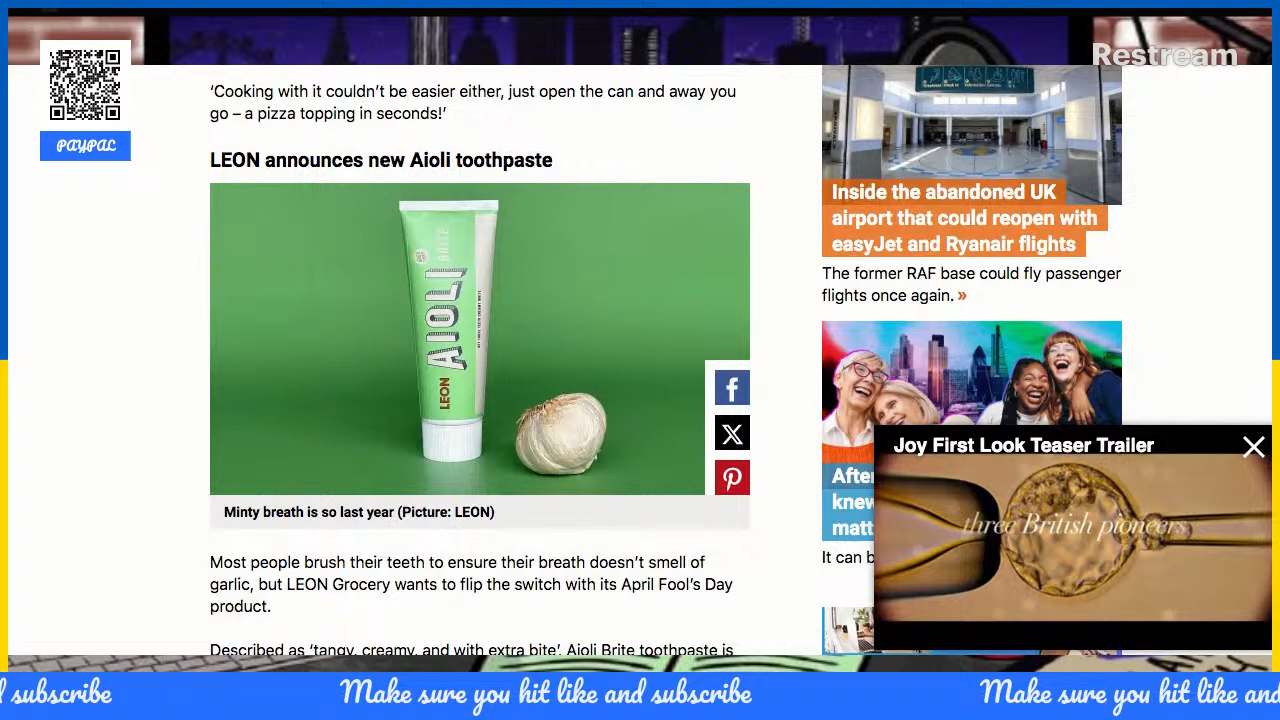 Restream
PAYPAL
‘Cooking with it couldn’t be easier either, just open the can and away you
go – a pizza topping in seconds!’
LEON announces new Aioli toothpaste
LEON AIOLI BRITE
Minty breath is so last year (Picture: LEON)
Most people brush their teeth to ensure their breath doesn’t smell of
garlic, but LEON Grocery wants to flip the switch with its April Fool’s Day
product.
Described as ‘tangy, creamy, and with extra bite’, Aioli Brite toothpaste is
Inside the abandoned UK
airport that could reopen with
easyJet and Ryanair flights
The former RAF base could fly passenger
flights once again. »
After
knew
matt
It can b
Joy First Look Teaser Trailer
three British pioneers
d subscribe
Make sure you hit like and subscribe
Make sure you hit like and